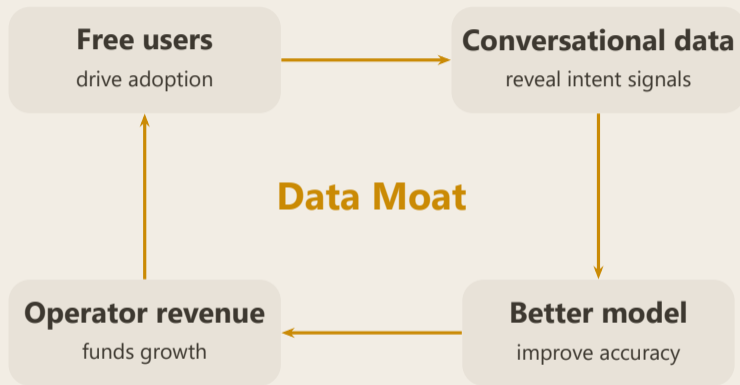 Free users
drive adoption
Conversational data
reveal intent signals
Data Moat
Operator revenue
funds growth
Better model
improve accuracy